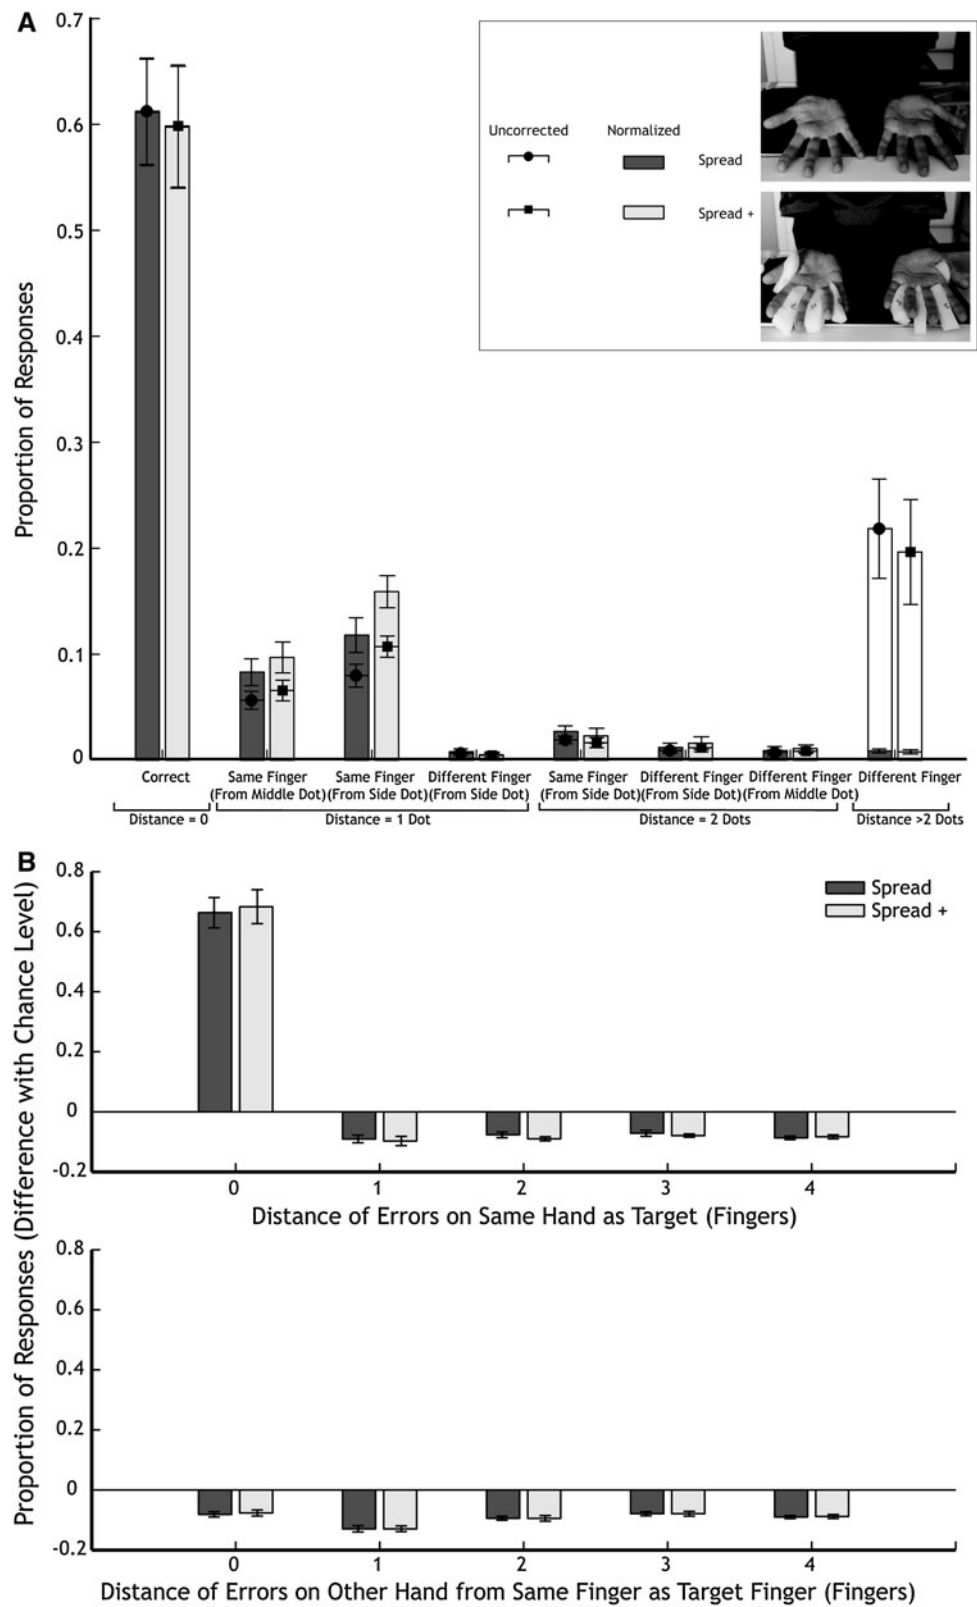 A
0.7
0.6
0.5
0.4
0.3
0.2
0.1
0
Proportion of Responses
Uncorrected Normalized
Spread
Spread +
Correct
Same Finger
(From Middle Dot)
Same Finger
(From Side Dot)
Different Finger
(From Side Dot)
Same Finger
(From Side Dot)
Different Finger
(From Side Dot)
Different Finger
(From Middle Dot)
Different Finger
Distance = 0
Distance = 1 Dot
Distance = 2 Dots
Distance >2 Dots
B
Proportion of Responses (Difference with Chance Level)
0.8
0.6
0.4
0.2
0
-0.2
Spread
Spread +
0 1 2 3 4
Distance of Errors on Same Hand as Target (Fingers)
0.8
0.6
0.4
0.2
0
-0.2
0 1 2 3 4
Distance of Errors on Other Hand from Same Finger as Target Finger (Fingers)